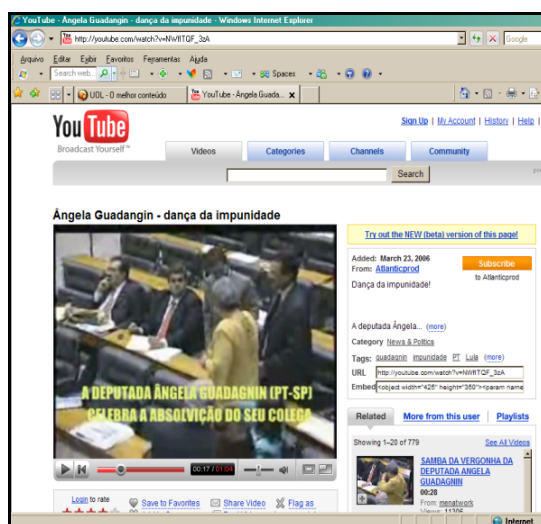 YouTube - Ângela Guadangin - dança da impunidade - Windows Internet Explorer
http://youtube.com/watch?v=NWftTQF_3zA
Google
Arquivo Editar Exibir Favoritos Ferramentas Ajuda
Search web... Spaces
UOL - O melhor conteúdo YouTube - Ângela Guada...
You Tube
Broadcast Yourself™
Sign Up | My Account | History | Help
Videos Categories Channels Community
Search
Ângela Guadangin - dança da impunidade
Try out the NEW (beta) version of this page!
Added: March 23, 2006
From: Atlanticprod
Subscribe
to Atlanticprod
Dança da impunidade!
A deputada Ângela... (more)
Category News & Politics
Tags: guadagnin impunidade PT Lula (more)
URL http://youtube.com/watch?v=NWftTQF_3zA
Embed <object width="425" height="350"><param name
A DEPUTADA ÂNGELA GUADAGNIN (PT-SP)
CELEBRA A ABSOLVIÇÃO DO SEU COLEGA
00:17 / 01:04
Related More from this user Playlists
Showing 1-20 of 779 See All Videos
SAMBA DA VERGONHA DA
DEPUTADA ANGELA
GUADAGNIN
00:28
From: menatwork
Views: 11206
Login to rate
Save to Favorites Share Video Flag as
Internet